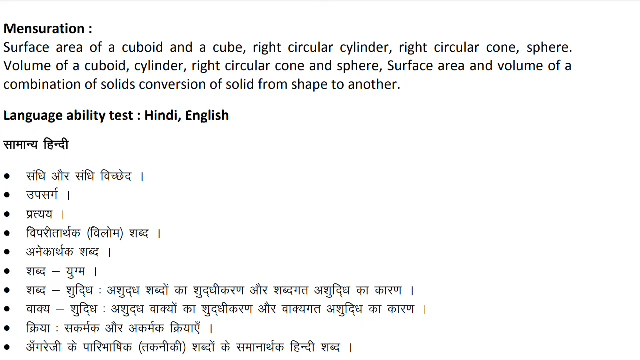 Mensuration :
Surface area of a cuboid and a cube, right circular cylinder, right circular cone, sphere.
Volume of a cuboid, cylinder, right circular cone and sphere, Surface area and volume of a
combination of solids conversion of solid from shape to another.
Language ability test : Hindi, English
सामान्य हिन्दी
• संधि और संधि विच्छेद ।
• उपसर्ग ।
• प्रत्यय ।
• विपरीतार्थक (विलोम) शब्द ।
• अनेकार्थक शब्द ।
• शब्द – युग्म ।
• शब्द – शुद्धि : अशुद्ध शब्दों का शुद्धीकरण और शब्दगत अशुद्धि का कारण ।
• वाक्य – शुद्धि : अशुद्ध वाक्यों का शुद्धीकरण और वाक्यगत अशुद्धि का कारण ।
• क्रिया : सकर्मक और अकर्मक क्रियाएँ ।
• अँगरेजी के पारिभाषिक (तकनीकी) शब्दों के समानार्थक हिन्दी शब्द ।